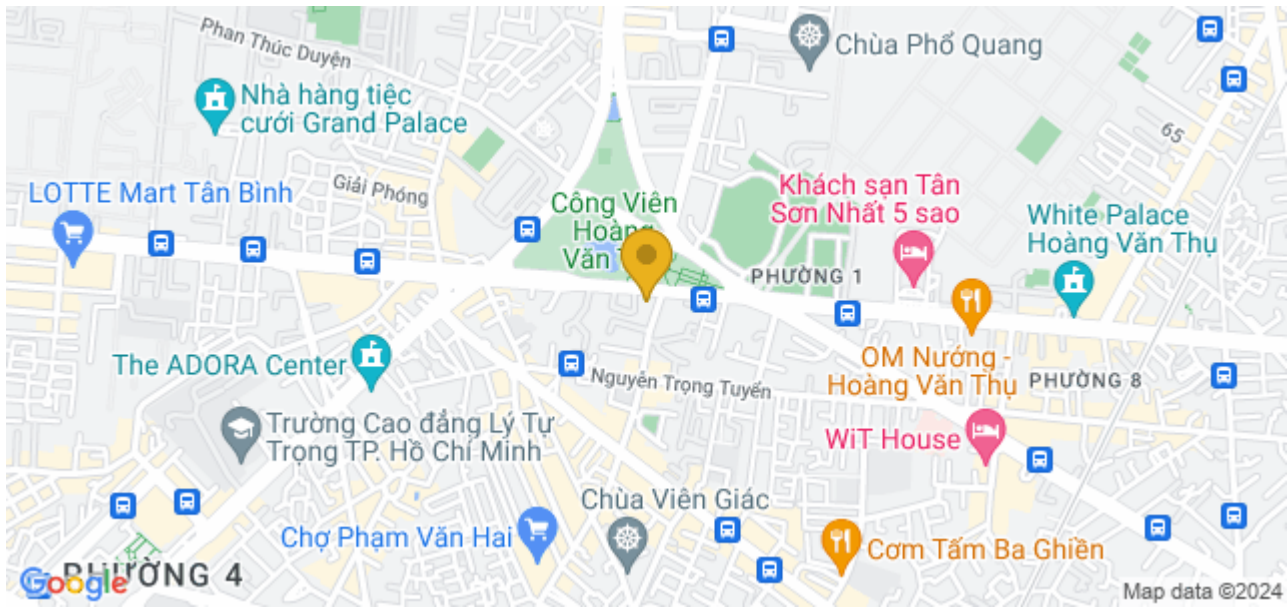 Phan Thúc Duyện
Chùa Phổ Quang
Nhà hàng tiệc
cưới Grand Palace
65
Giải Phóng
LOTTE Mart Tân Bình
Công Viên
Hoàng
Văn
Khách sạn Tân
Sơn Nhất 5 sao
White Palace
Hoàng Văn Thụ
PHƯỜNG 1
The ADORA Center
Nguyễn Trọng Tuyển
OM Nướng -
Hoàng Văn Thụ
PHƯỜNG 8
Trường Cao đẳng Lý Tự
Trọng TP. Hồ Chí Minh
WiT House
Chùa Viên Giác
Chợ Phạm Văn Hai
Cơm Tấm Ba Ghiền
PHƯỜNG 4
Google
Map data ©2024